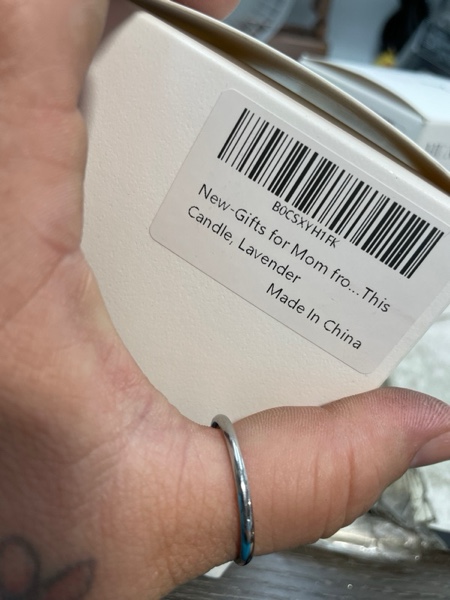 B0CSXYH1FK
New-Gifts for Mom fro... This
Candle, Lavender
Made In China